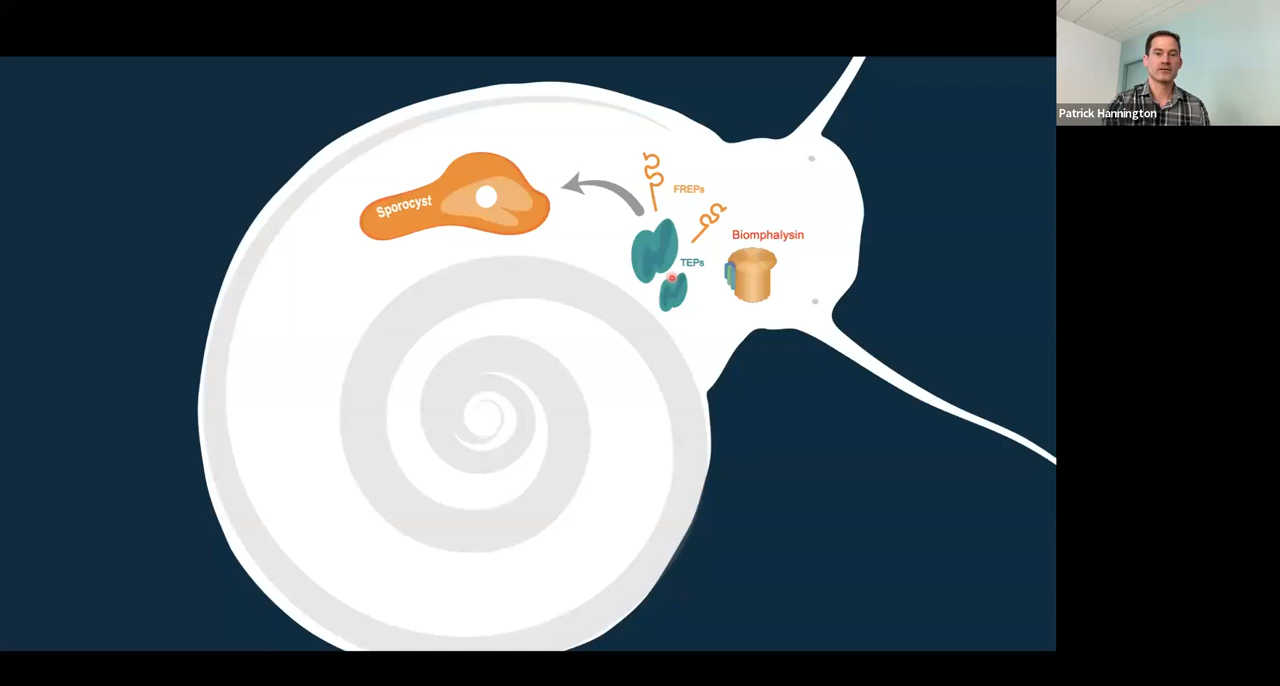 Patrick Hannington
Sporocyst
FREPs
Biomphalysin
TEPs